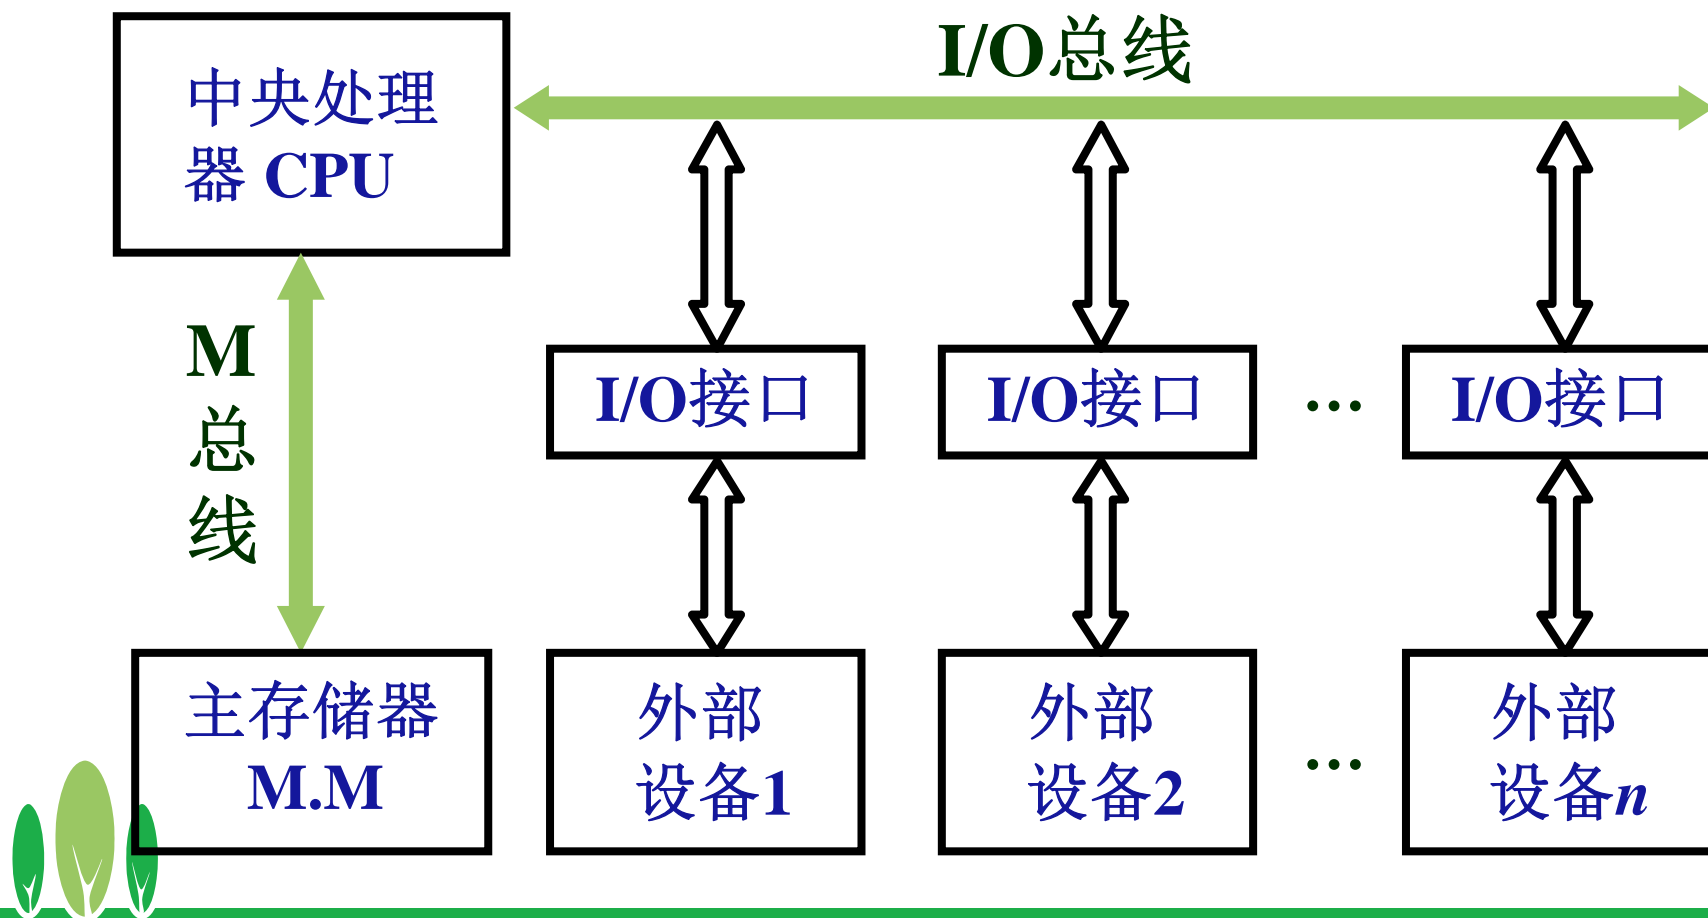 I/O总线
中央处理
器 CPU
M
总
线
I/O接口
I/O接口
...
I/O接口
主存储器
M.M
外部
设备1
外部
设备2
...
外部
设备n